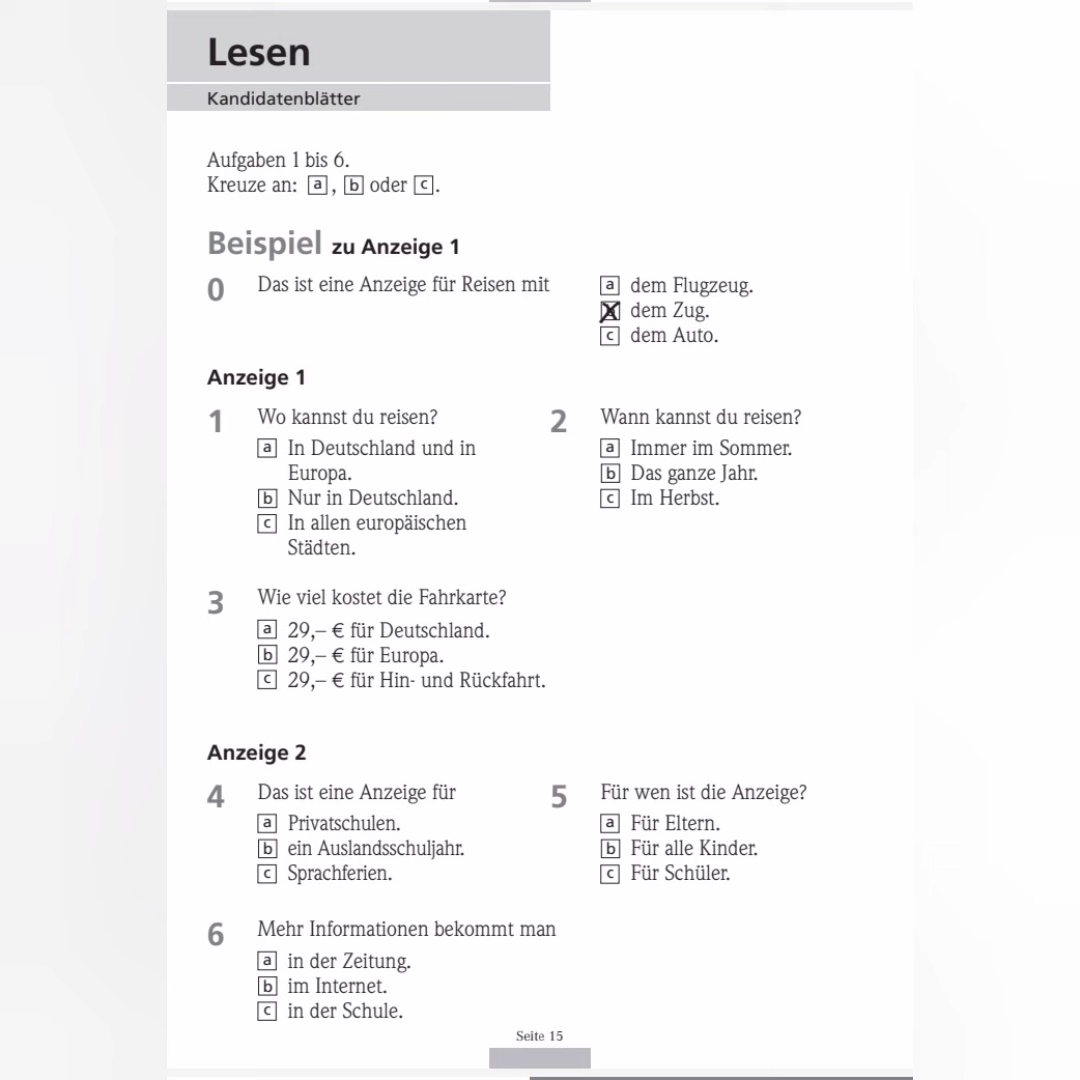 Lesen
Kandidatenblätter
Aufgaben 1 bis 6.
Kreuze an: a, b oder c.
Beispiel zu Anzeige 1
0 Das ist eine Anzeige für Reisen mit
a dem Flugzeug.
b dem Zug.
c dem Auto.
Anzeige 1
1 Wo kannst du reisen?
a In Deutschland und in
Europa.
b Nur in Deutschland.
c In allen europäischen
Städten.
2 Wann kannst du reisen?
a Immer im Sommer.
b Das ganze Jahr.
c Im Herbst.
3 Wie viel kostet die Fahrkarte?
a 29,– € für Deutschland.
b 29,– € für Europa.
c 29,– € für Hin- und Rückfahrt.
Anzeige 2
4 Das ist eine Anzeige für
a Privatschulen.
b ein Auslandsschuljahr.
c Sprachferien.
5 Für wen ist die Anzeige?
a Für Eltern.
b Für alle Kinder.
c Für Schüler.
6 Mehr Informationen bekommt man
a in der Zeitung.
b im Internet.
c in der Schule.
Seite 15